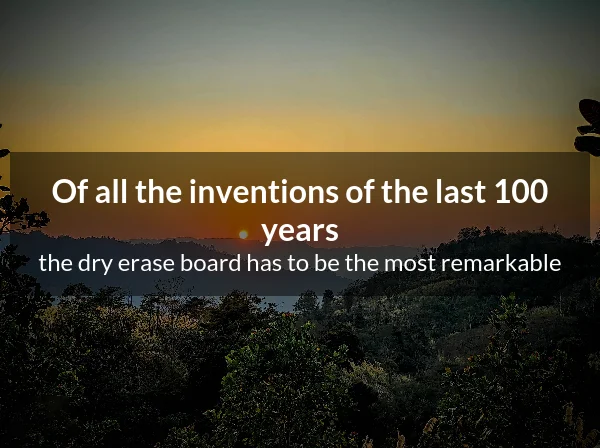 Of all the inventions of the last 100
years
the dry erase board has to be the most remarkable